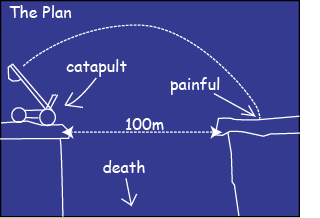 The Plan
catapult
painful
100m
death